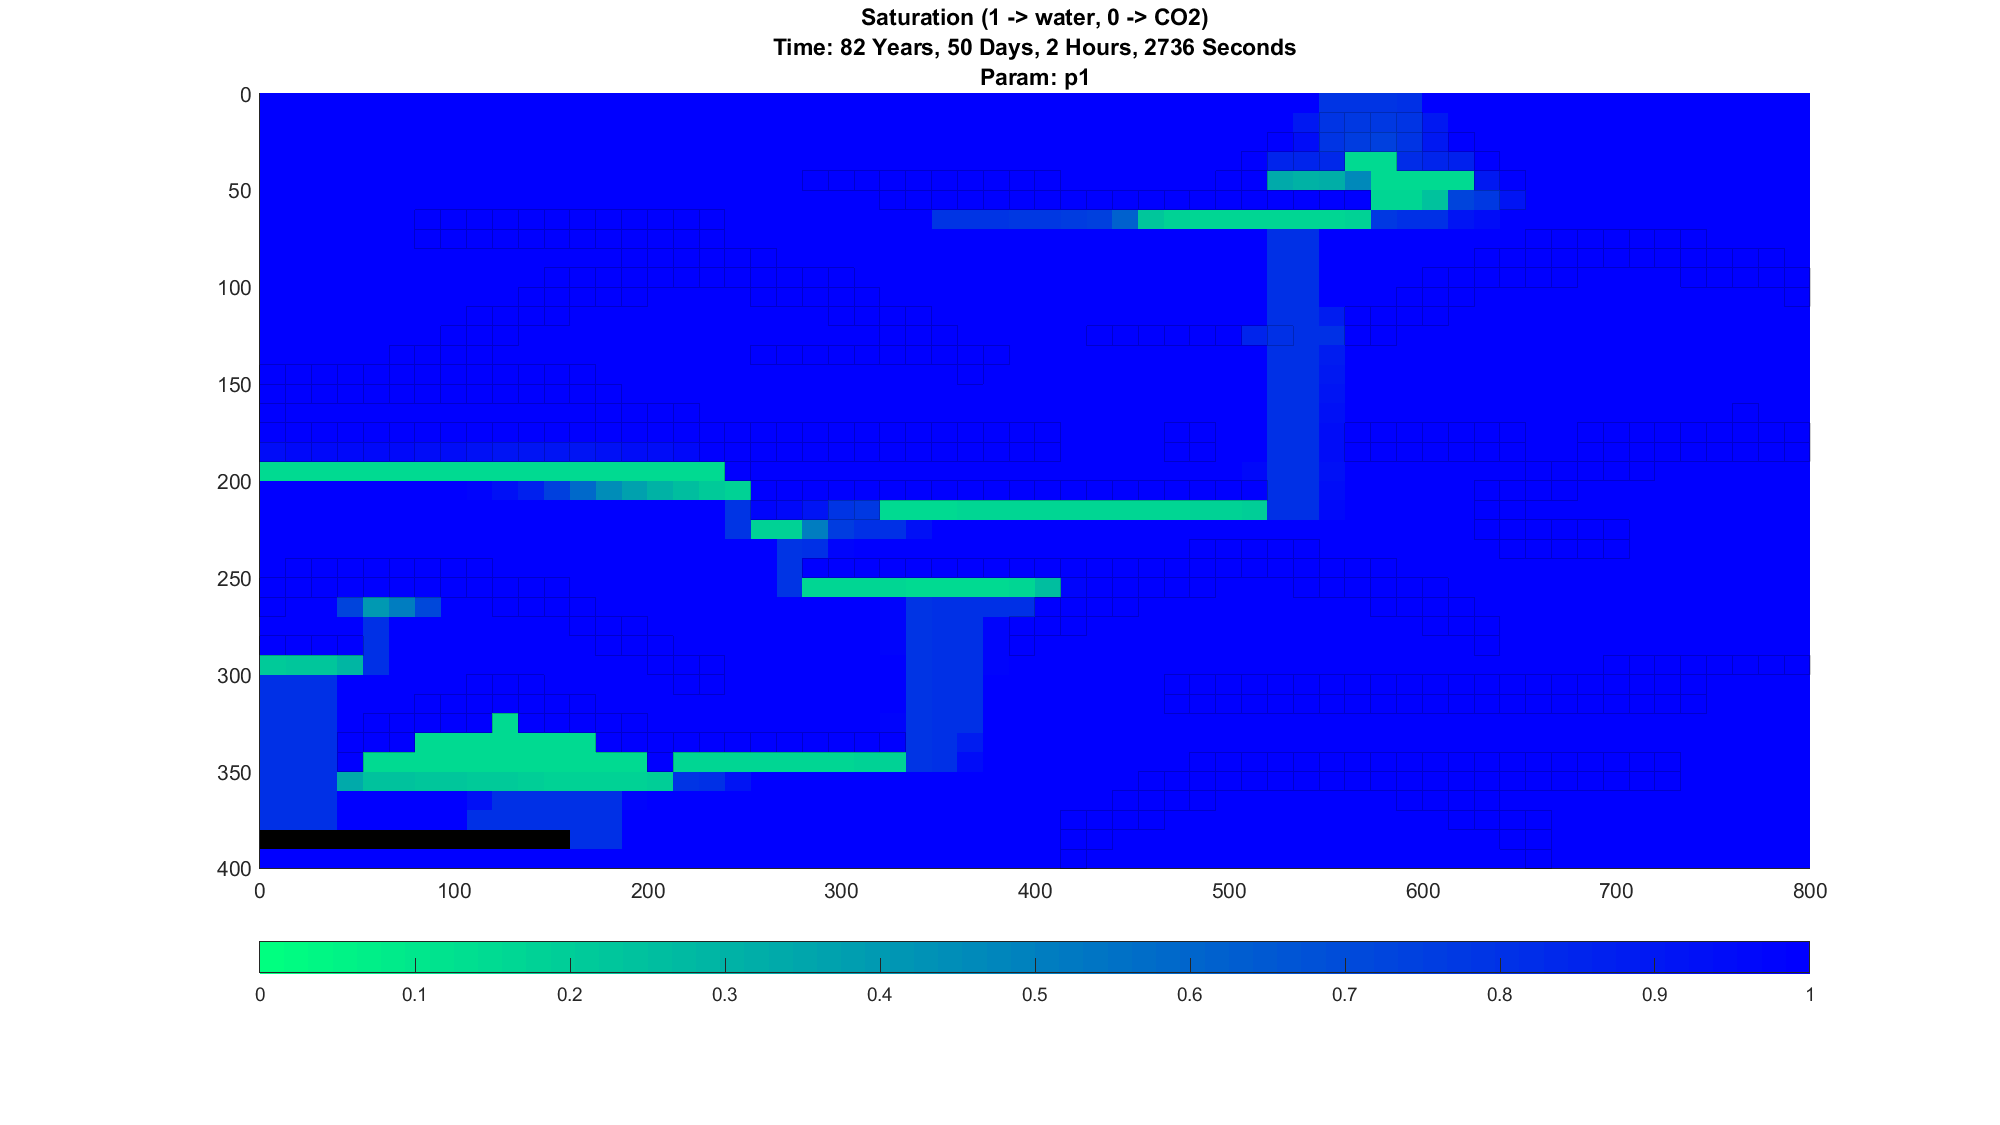 Saturation (1 -> water, 0 -> CO2)
Time: 82 Years, 50 Days, 2 Hours, 2736 Seconds
Param: p1
0
50
100
150
200
250
300
350
400
0 100 200 300 400 500 600 700 800
0 0.1 0.2 0.3 0.4 0.5 0.6 0.7 0.8 0.9 1